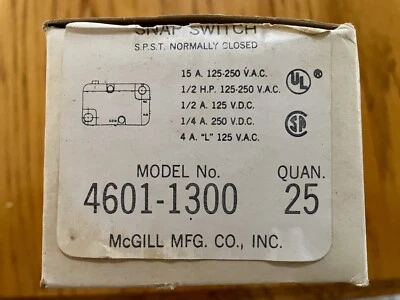 SNAP SWITCH
S.P.S.T. NORMALLY CLOSED
15 A. 125-250 V.A.C.
1/2 H.P. 125-250 V.A.C.
1/2 A. 125 V.D.C.
1/4 A. 250 V.D.C.
4 A. "L" 125 V.A.C.
UL ®
SA
MODEL No.
4601-1300
QUAN.
25
McGILL MFG. CO., INC.